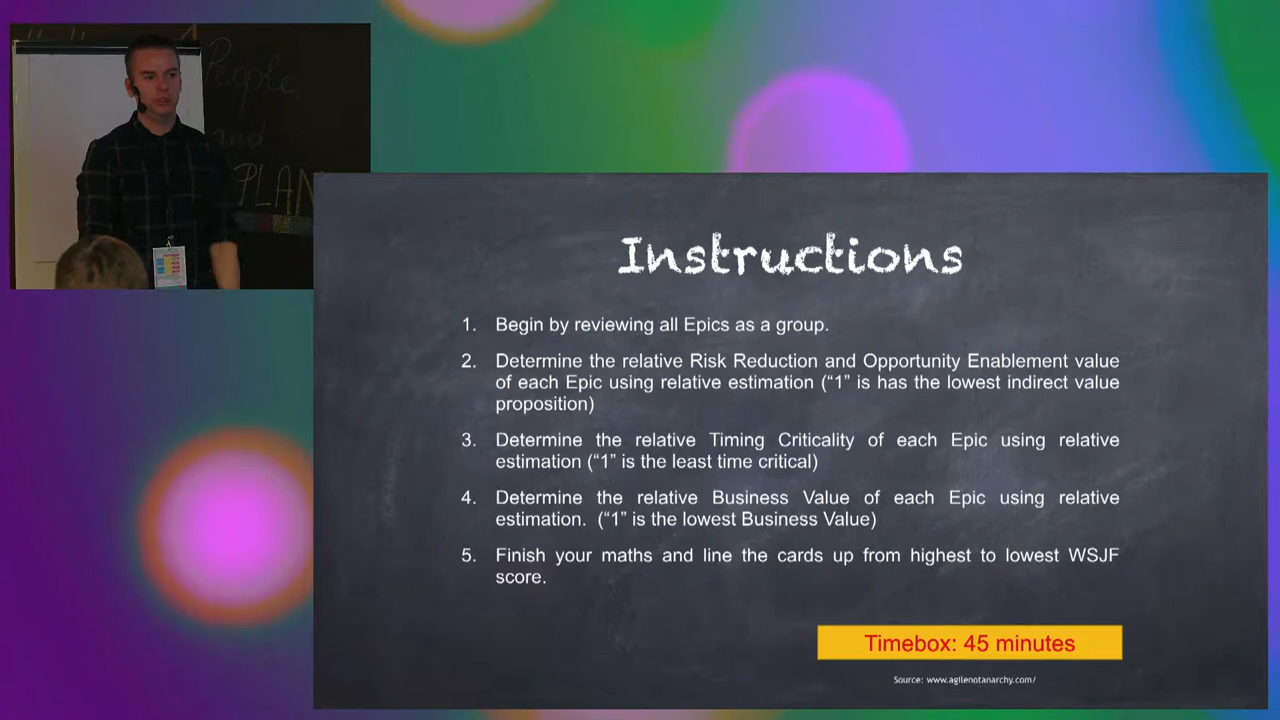 People
and
PLAN
Instructions
1. Begin by reviewing all Epics as a group.
2. Determine the relative Risk Reduction and Opportunity Enablement value
of each Epic using relative estimation (“1” is has the lowest indirect value
proposition)
3. Determine the relative Timing Criticality of each Epic using relative
estimation (“1” is the least time critical)
4. Determine the relative Business Value of each Epic using relative
estimation. (“1” is the lowest Business Value)
5. Finish your maths and line the cards up from highest to lowest WSJF
score.
Timebox: 45 minutes
Source: www.agilenotanarchy.com/